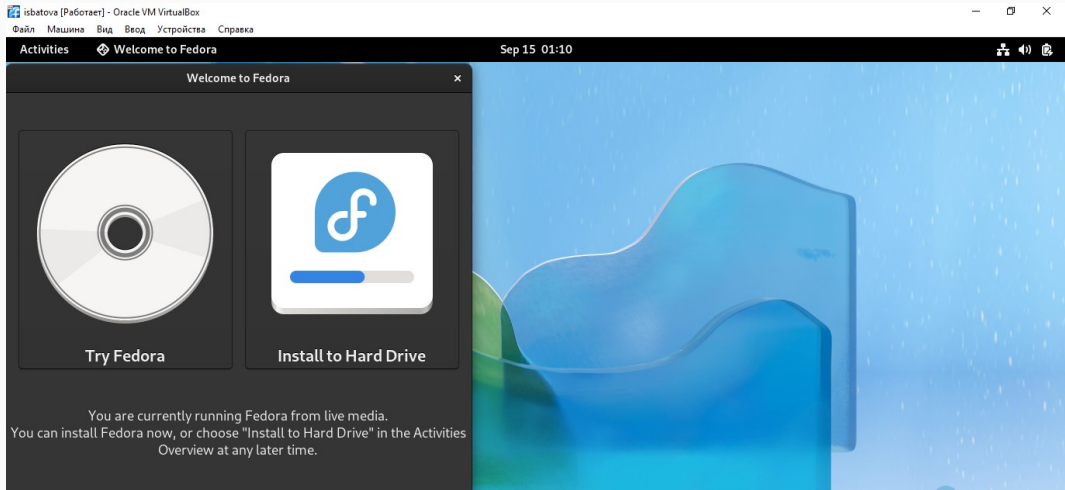 isbatova [Работает] - Oracle VM VirtualBox
Файл Машина Вид Ввод Устройства Справка
Activities Welcome to Fedora Sep 15 01:10
Welcome to Fedora
Try Fedora Install to Hard Drive
You are currently running Fedora from live media.
You can install Fedora now, or choose "Install to Hard Drive" in the Activities
Overview at any later time.